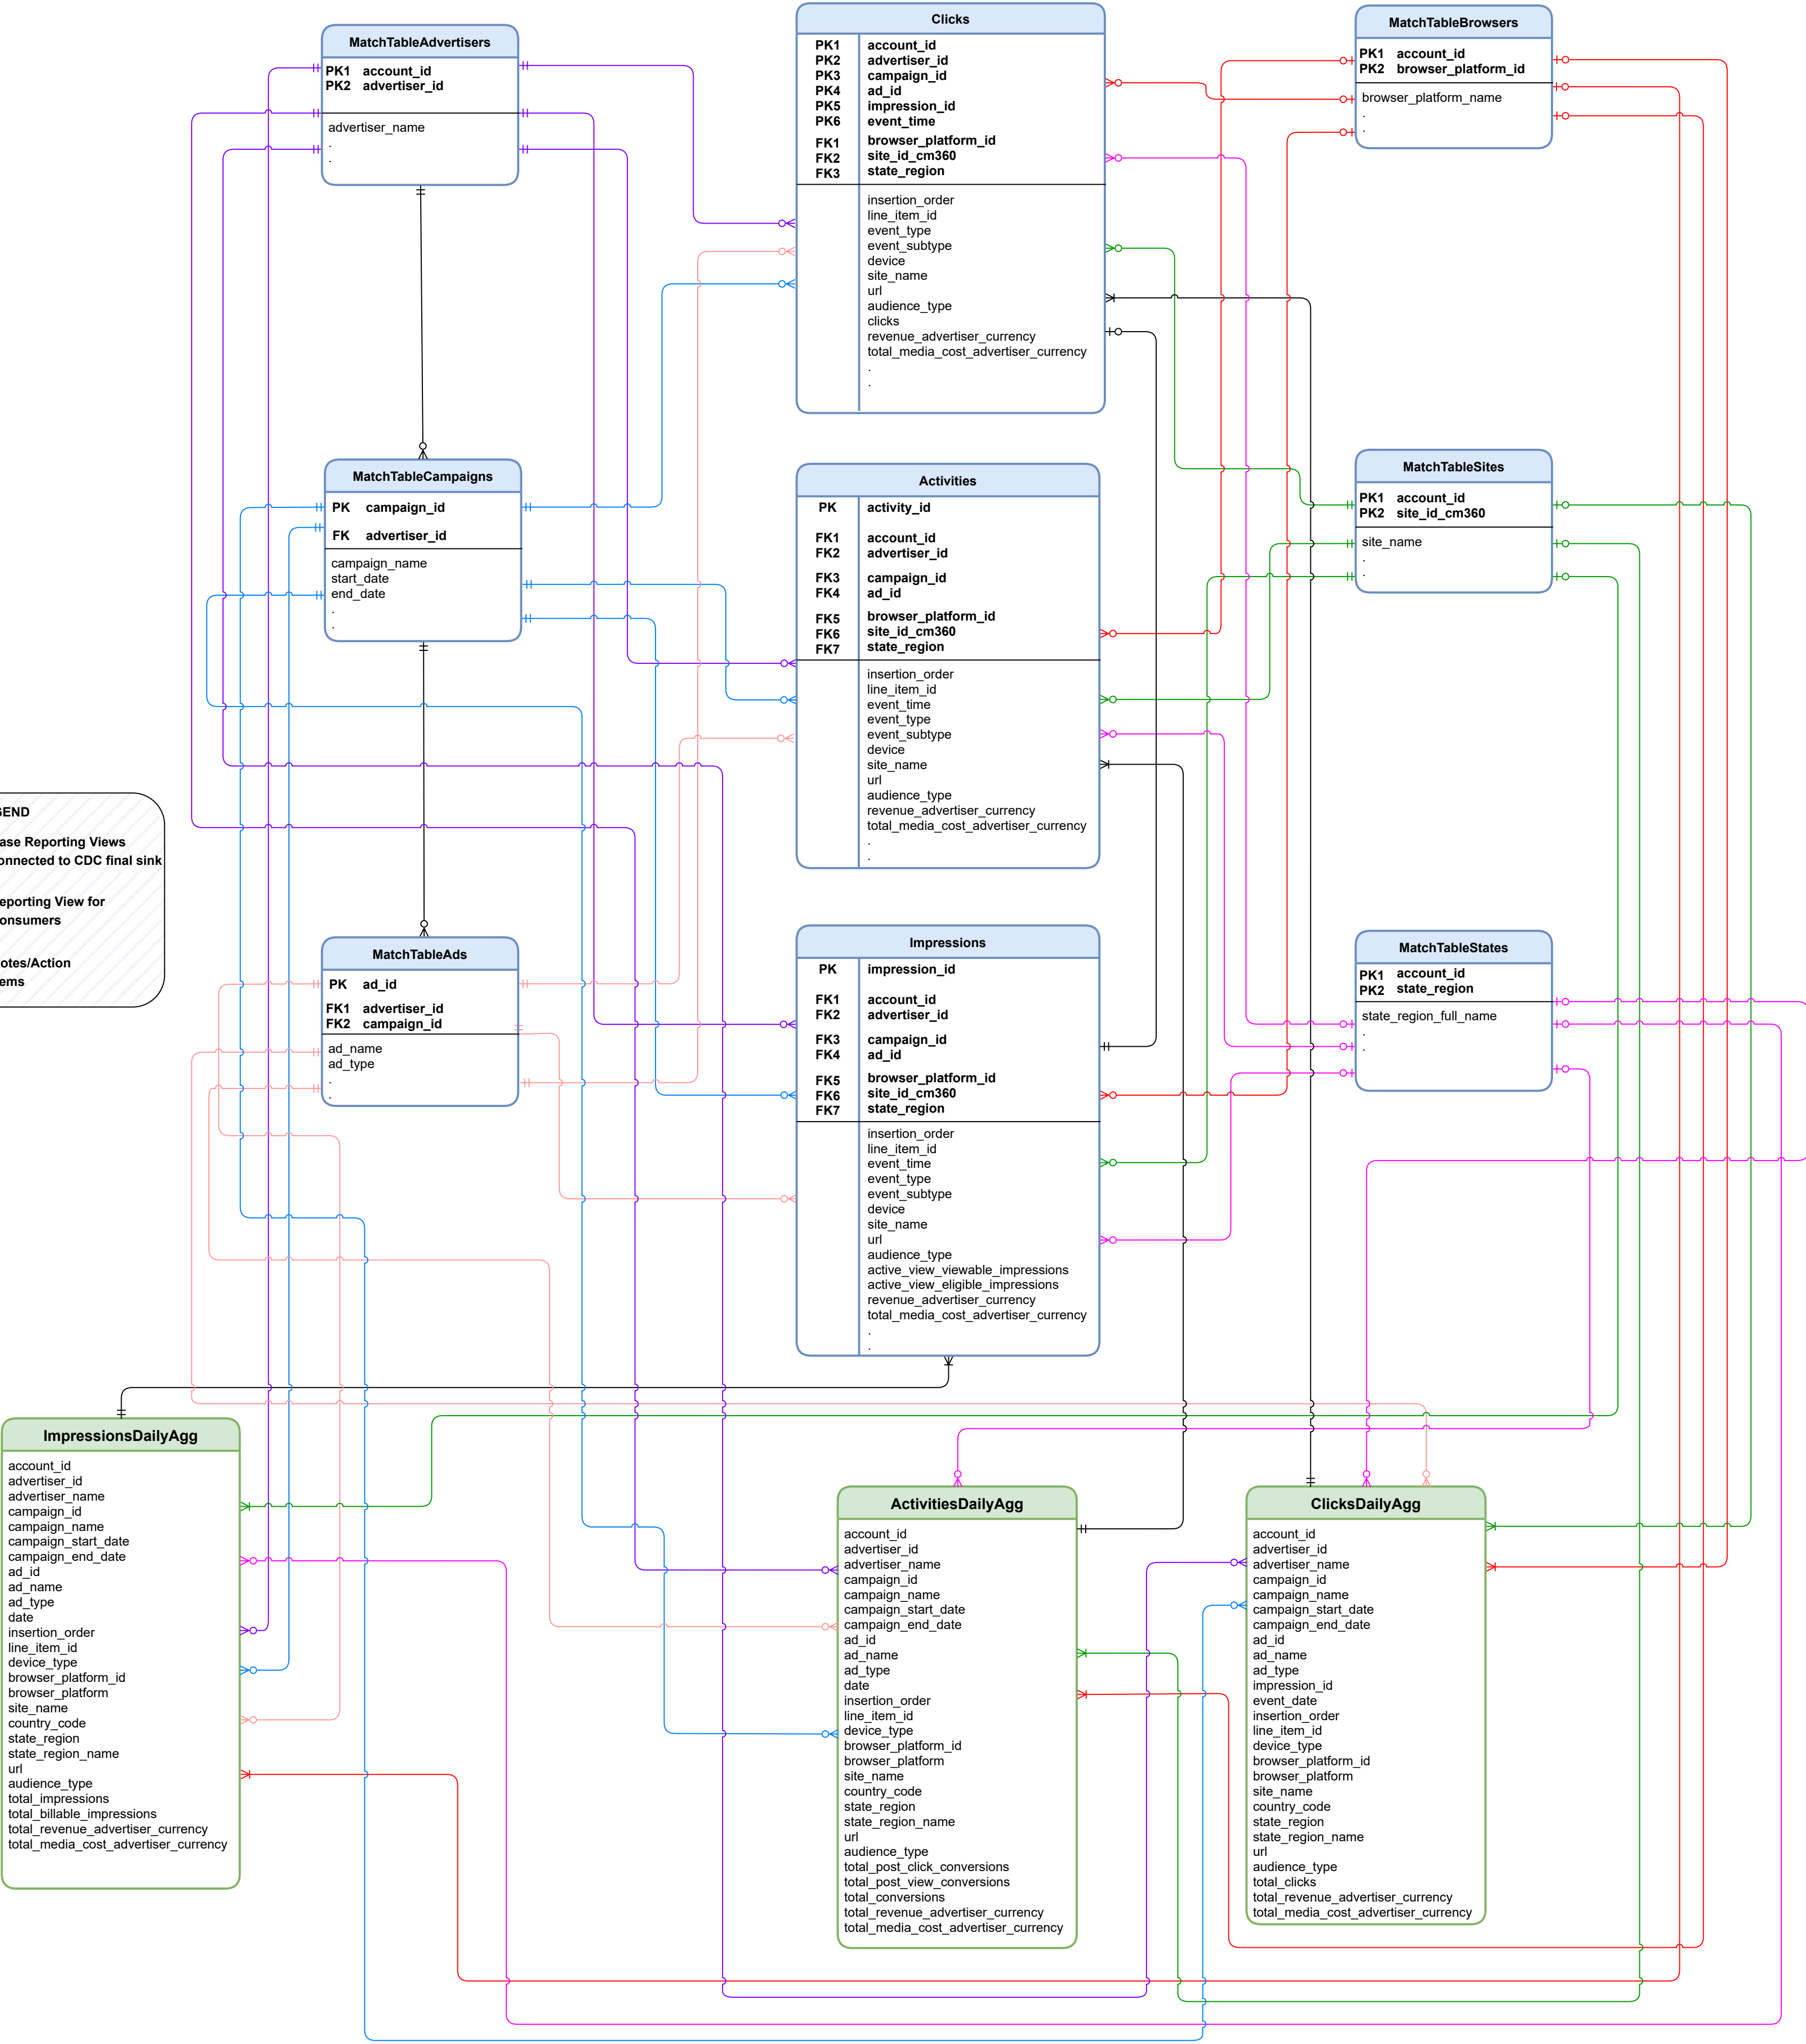 MatchTableAdvertisers
PK1 account_id
PK2 advertiser_id
advertiser_name
.
.
Clicks
PK1 account_id
PK2 advertiser_id
PK3 campaign_id
PK4 ad_id
PK5 impression_id
PK6 event_time
FK1 browser_platform_id
FK2 site_id_cm360
FK3 state_region
insertion_order
line_item_id
event_type
event_subtype
device
site_name
url
audience_type
clicks
revenue_advertiser_currency
total_media_cost_advertiser_currency
.
.
MatchTableBrowsers
PK1 account_id
PK2 browser_platform_id
browser_platform_name
.
.
MatchTableCampaigns
PK campaign_id
FK advertiser_id
campaign_name
start_date
end_date
.
.
Activities
PK activity_id
FK1 account_id
FK2 advertiser_id
FK3 campaign_id
FK4 ad_id
FK5 browser_platform_id
FK6 site_id_cm360
FK7 state_region
insertion_order
line_item_id
event_time
event_type
event_subtype
device
site_name
url
audience_type
revenue_advertiser_currency
total_media_cost_advertiser_currency
.
.
MatchTableSites
PK1 account_id
PK2 site_id_cm360
site_name
.
.
GEND
ase Reporting Views
onnected to CDC final sink
eporting View for
onsumers
otes/Action
ems
MatchTableAds
PK ad_id
FK1 advertiser_id
FK2 campaign_id
ad_name
ad_type
.
.
Impressions
PK impression_id
FK1 account_id
FK2 advertiser_id
FK3 campaign_id
FK4 ad_id
FK5 browser_platform_id
FK6 site_id_cm360
FK7 state_region
insertion_order
line_item_id
event_time
event_type
event_subtype
device
site_name
url
audience_type
active_view_viewable_impressions
active_view_eligible_impressions
revenue_advertiser_currency
total_media_cost_advertiser_currency
.
.
MatchTableStates
PK1 account_id
PK2 state_region
state_region_full_name
.
.
ImpressionsDailyAgg
account_id
advertiser_id
advertiser_name
campaign_id
campaign_name
campaign_start_date
campaign_end_date
ad_id
ad_name
ad_type
date
insertion_order
line_item_id
device_type
browser_platform_id
browser_platform
site_name
country_code
state_region
state_region_name
url
audience_type
total_impressions
total_billable_impressions
total_revenue_advertiser_currency
total_media_cost_advertiser_currency
ActivitiesDailyAgg
account_id
advertiser_id
advertiser_name
campaign_id
campaign_name
campaign_start_date
campaign_end_date
ad_id
ad_name
ad_type
date
insertion_order
line_item_id
device_type
browser_platform_id
browser_platform
site_name
country_code
state_region
state_region_name
url
audience_type
total_post_click_conversions
total_post_view_conversions
total_conversions
total_revenue_advertiser_currency
total_media_cost_advertiser_currency
ClicksDailyAgg
account_id
advertiser_id
advertiser_name
campaign_id
campaign_name
campaign_start_date
campaign_end_date
ad_id
ad_name
ad_type
impression_id
event_date
insertion_order
line_item_id
device_type
browser_platform_id
browser_platform
site_name
country_code
state_region
state_region_name
url
audience_type
total_clicks
total_revenue_advertiser_currency
total_media_cost_advertiser_currency